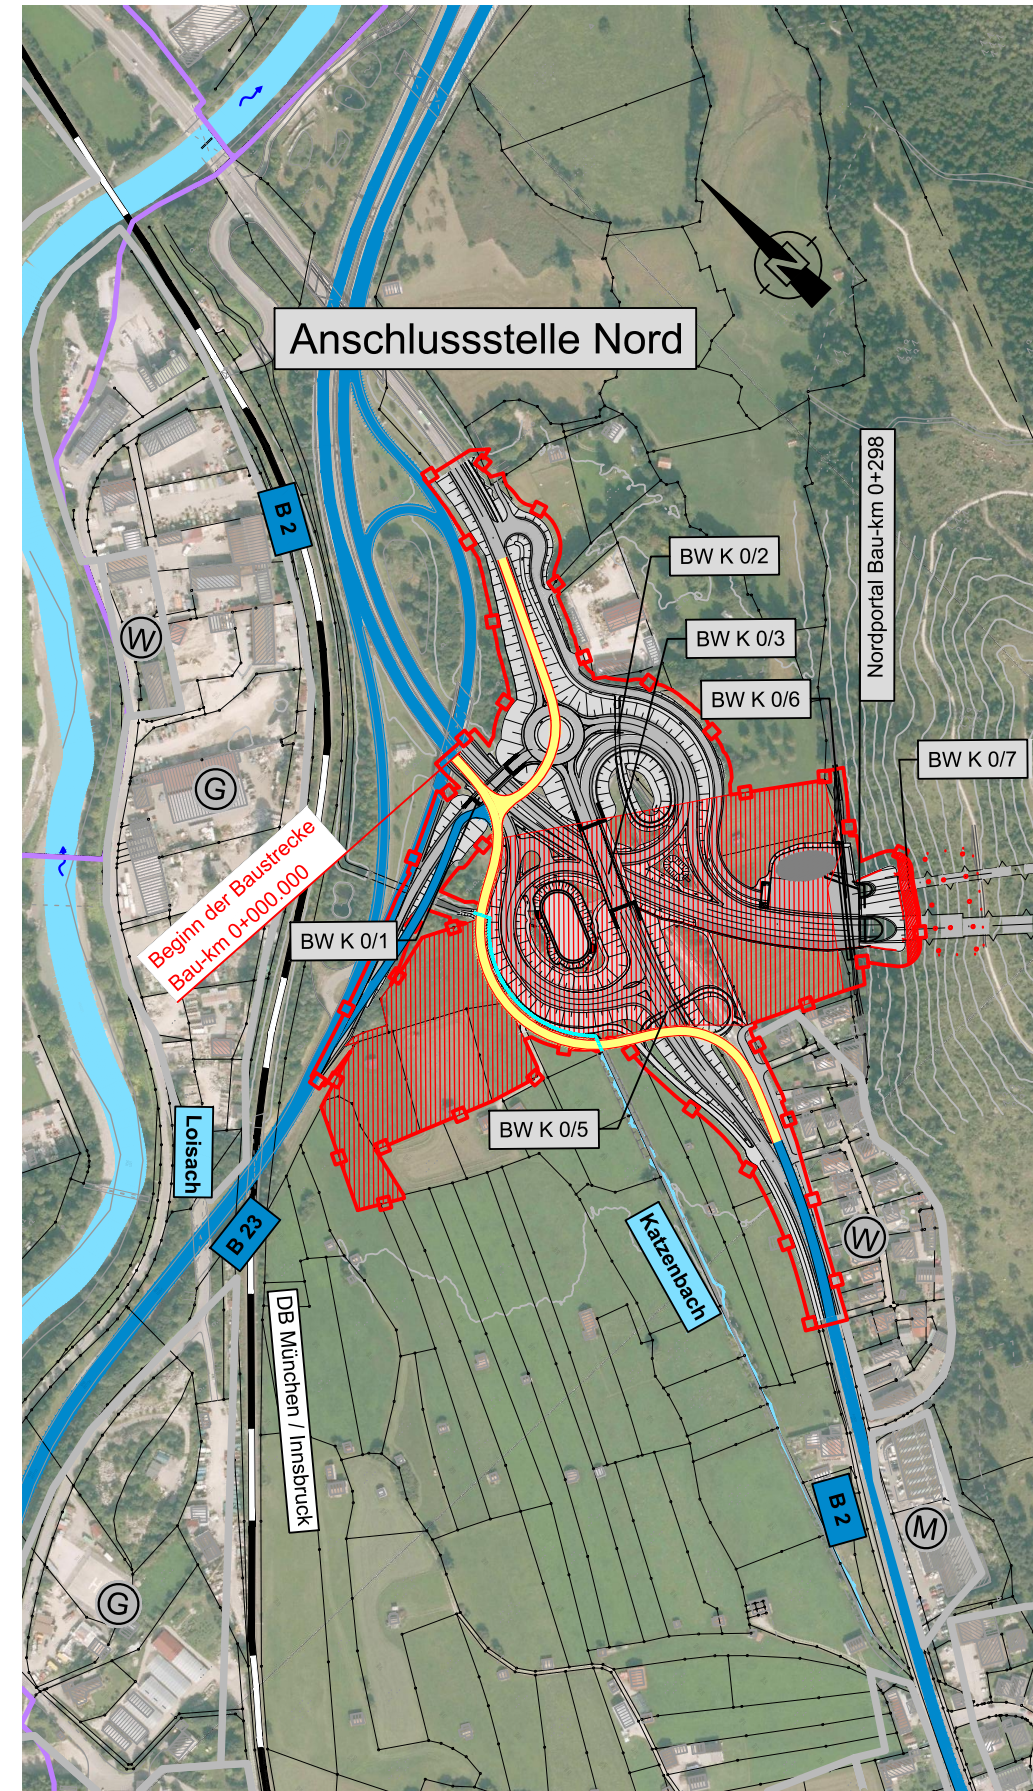 Anschlussstelle Nord
Nordportal Bau-km 0+298
B 2
BW K 0/2
BW K 0/3
W
BW K 0/6
BW K 0/7
G
Beginn der Baustrecke
Bau-km 0+000.000
BW K 0/1
BW K 0/5
Loisach
B 23
Katzenbach
W
DB München / Innsbruck
B 2
M
G